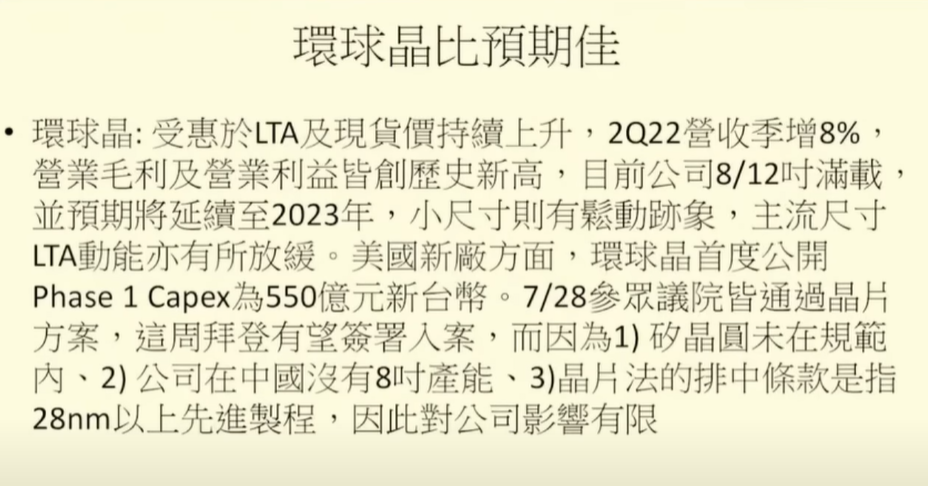 環球晶比預期佳
• 環球晶: 受惠於LTA及現貨價持續上升，2Q22營收季增8%，
營業毛利及營業利益皆創歷史新高，目前公司8/12吋滿載，
並預期將延續至2023年，小尺寸則有鬆動跡象，主流尺寸
LTA動能亦有所放緩。美國新廠方面，環球晶首度公開
Phase 1 Capex為550億元新台幣。7/28參眾議院皆通過晶片
方案，這周拜登有望簽署入案，而因為1) 矽晶圓未在規範
內、2) 公司在中國沒有8吋產能、3)晶片法的排中條款是指
28nm以上先進製程，因此對公司影響有限